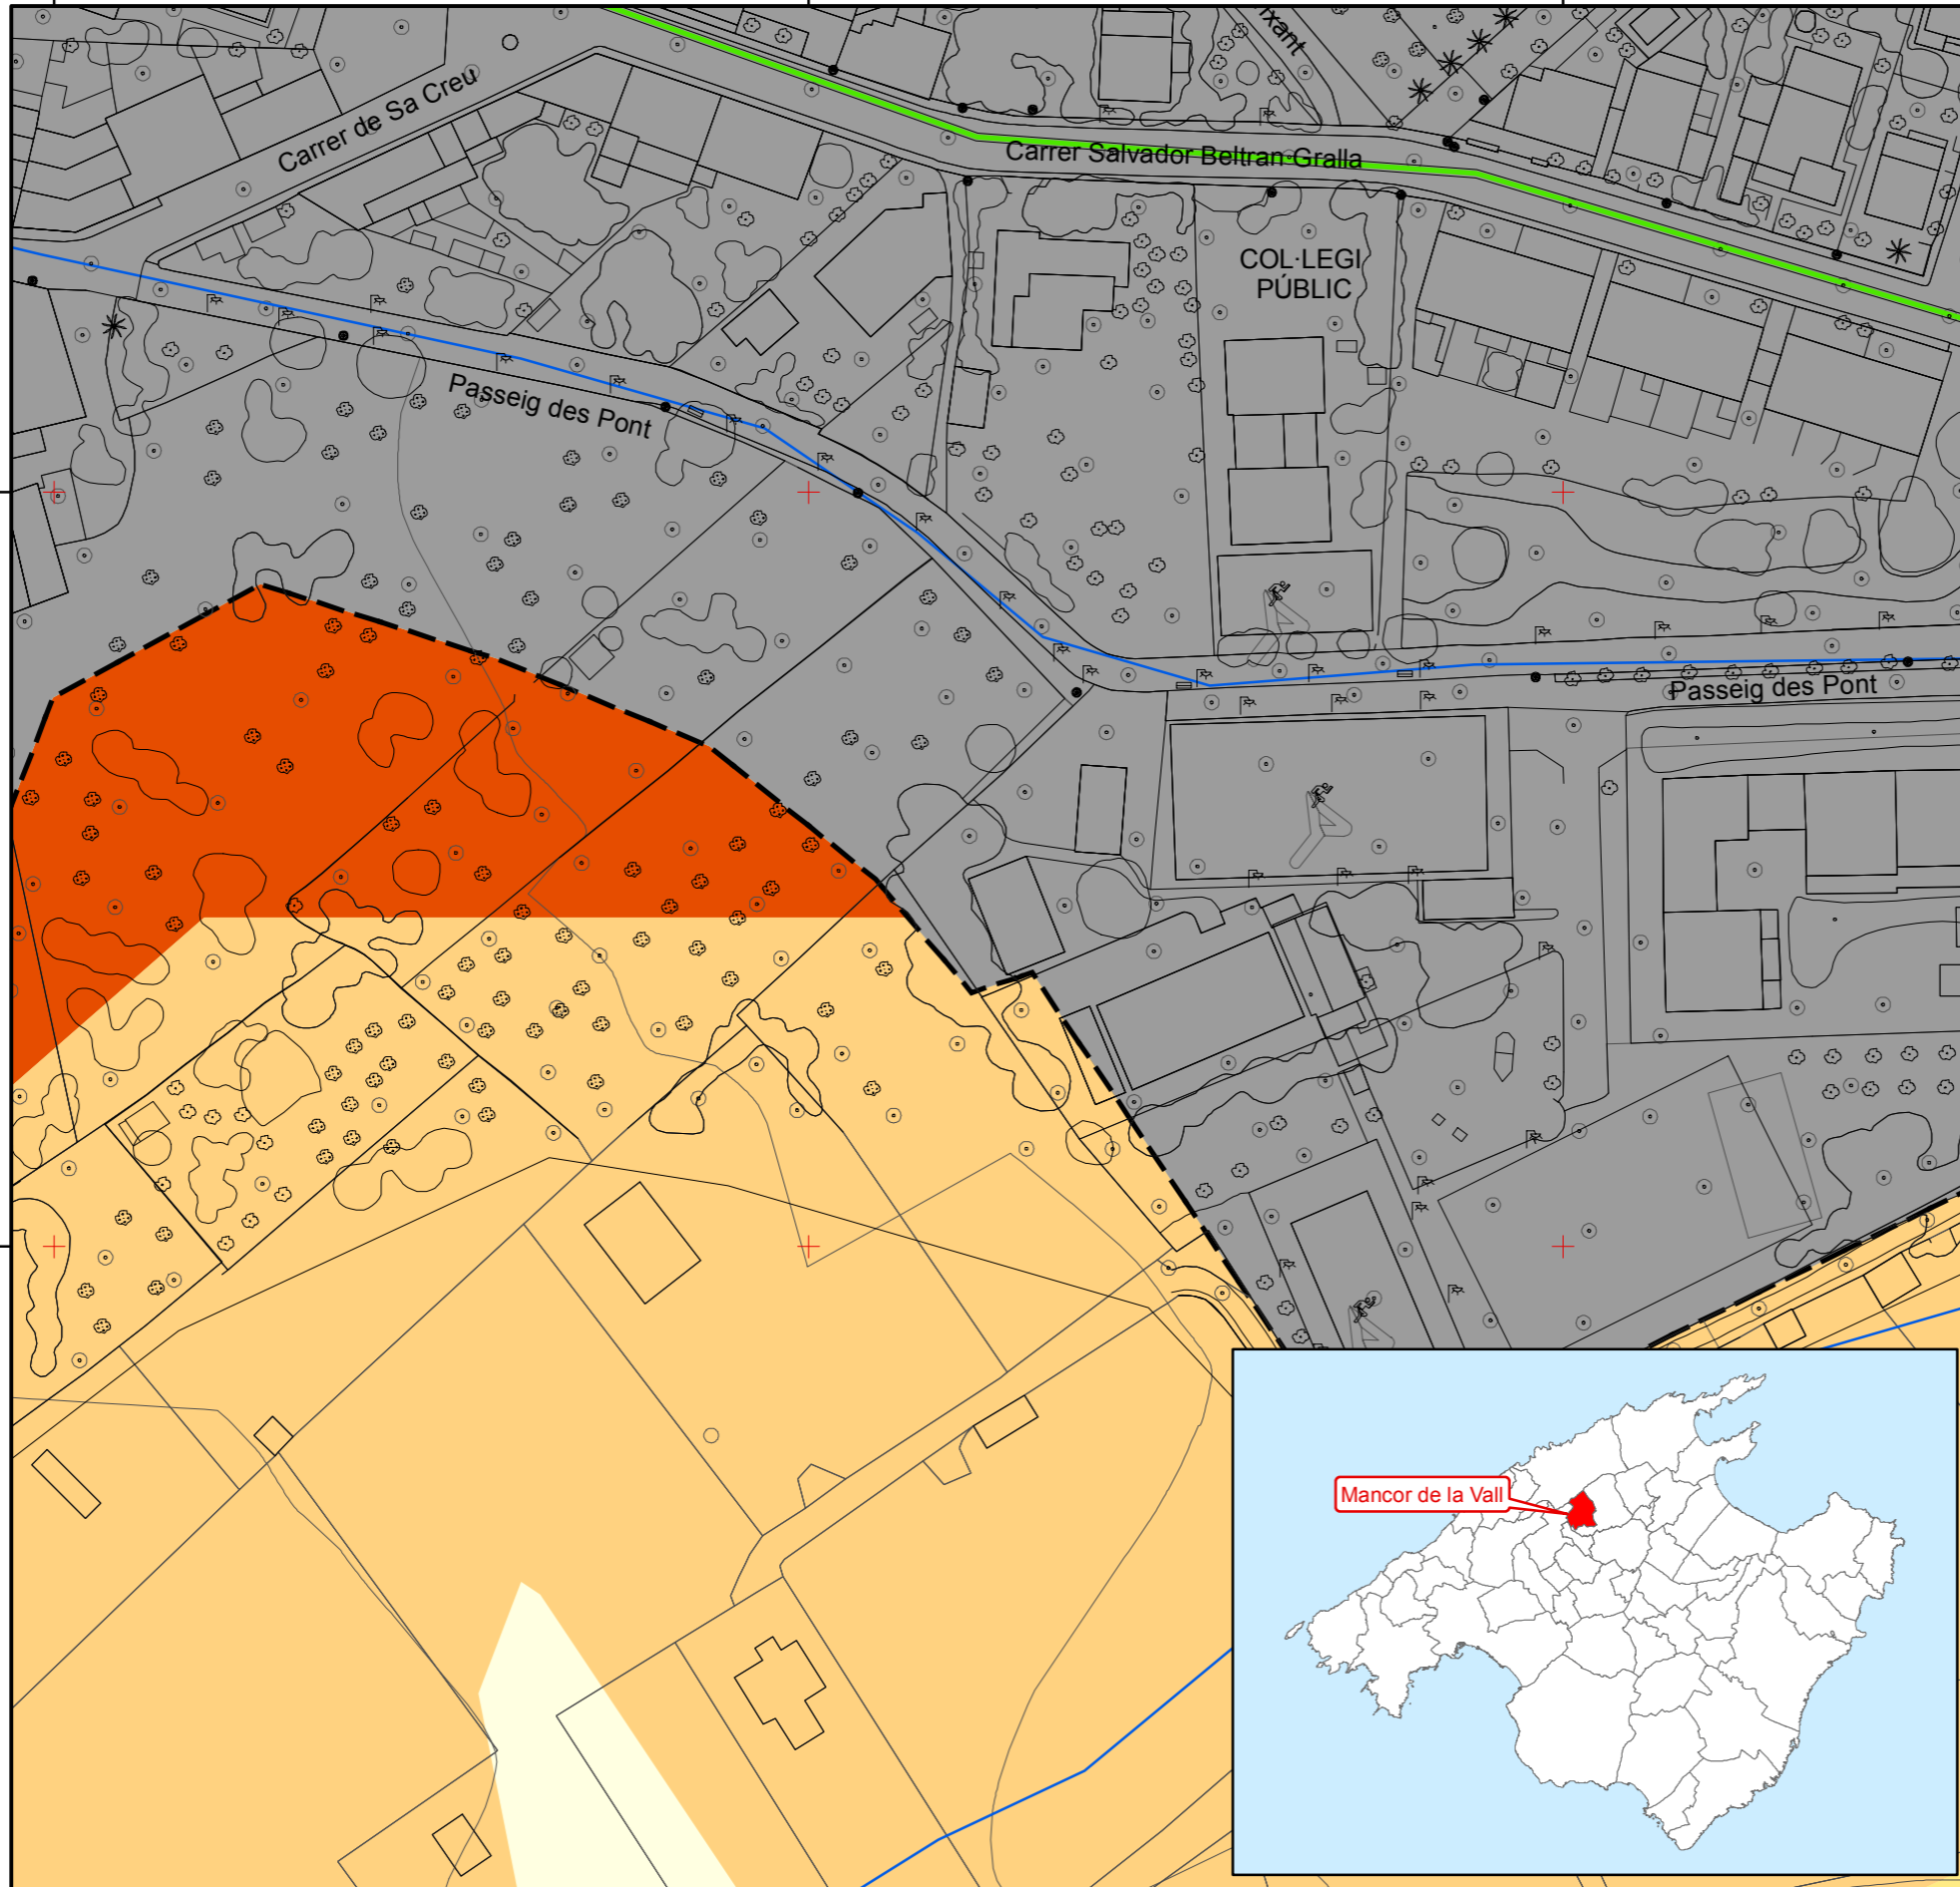 Carrer de Sa Creu
Carrer Salvador Beltran Gralla
COL·LEGI
PÚBLIC
Passeig des Pont
Passeig des Pont
Mancor de la Vall